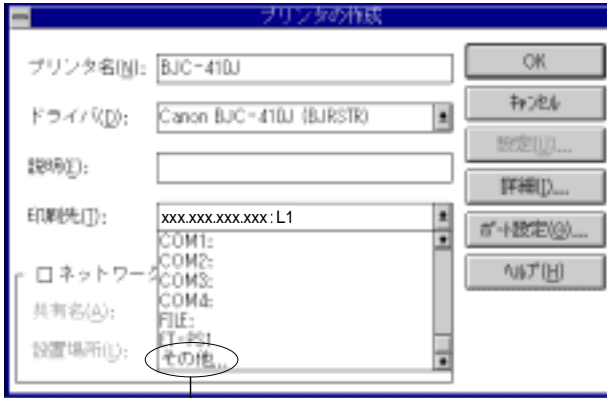 プリンタの作成
プリンタ名(N): BJC-410J
ドライバ(D): Canon BJC-410J (BJRSTR)
説明(E):
印刷先(T): xxx.xxx.xxx.xxx:L1
COM1:
COM2:
COM3:
COM4:
FILE:
FT-PS1
その他...
ネットワーク
共有名(A):
設置場所(L):
OK
キャンセル
設定(U)...
詳細(I)...
ポート設定(G)...
ヘルプ(H)